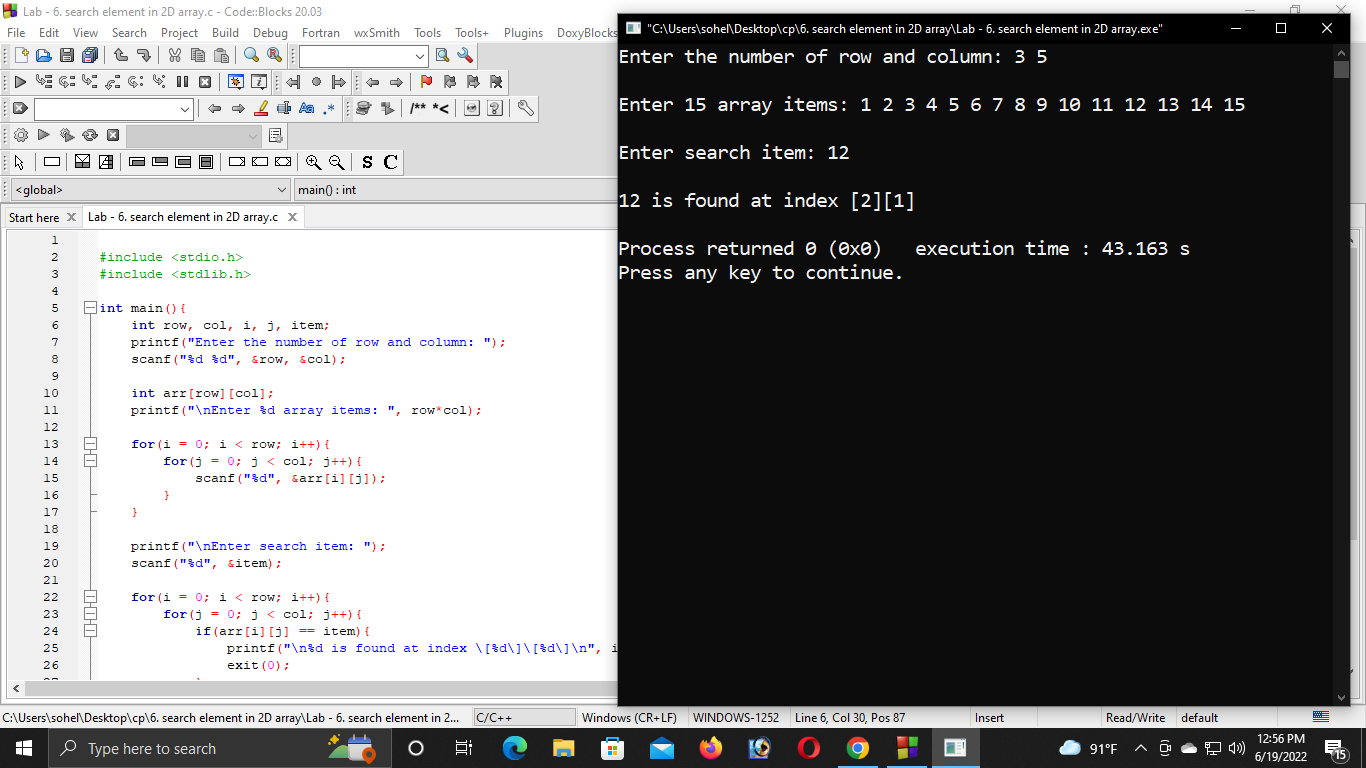 Lab - 6. search element in 2D array.c - Code::Blocks 20.03
File Edit View Search Project Build Debug Fortran wxSmith Tools Tools+ Plugins DoxyBlocks
/** *<
S C
<global>
main() : int
Start here
Lab - 6. search element in 2D array.c
1
2 #include <stdio.h>
3 #include <stdlib.h>
4
5 int main(){
6 int row, col, i, j, item;
7 printf("Enter the number of row and column: ");
8 scanf("%d %d", &row, &col);
9
10 int arr[row][col];
11 printf("\nEnter %d array items: ", row*col);
12
13 for(i = 0; i < row; i++){
14 for(j = 0; j < col; j++){
15 scanf("%d", &arr[i][j]);
16 }
17 }
18
19 printf("\nEnter search item: ");
20 scanf("%d", &item);
21
22 for(i = 0; i < row; i++){
23 for(j = 0; j < col; j++){
24 if(arr[i][j] == item){
25 printf("\n%d is found at index \[%d\]\[%d\]\n", i
26 exit(0);
"C:\Users\sohel\Desktop\cp\6. search element in 2D array\Lab - 6. search element in 2D array.exe"
Enter the number of row and column: 3 5
Enter 15 array items: 1 2 3 4 5 6 7 8 9 10 11 12 13 14 15
Enter search item: 12
12 is found at index [2][1]
Process returned 0 (0x0) execution time : 43.163 s
Press any key to continue.
C:\Users\sohel\Desktop\cp\6. search element in 2D array\Lab - 6. search element in 2... C/C++ Windows (CR+LF) WINDOWS-1252 Line 6, Col 30, Pos 87 Insert Read/Write default
Type here to search
91°F
12:56 PM
6/19/2022
15